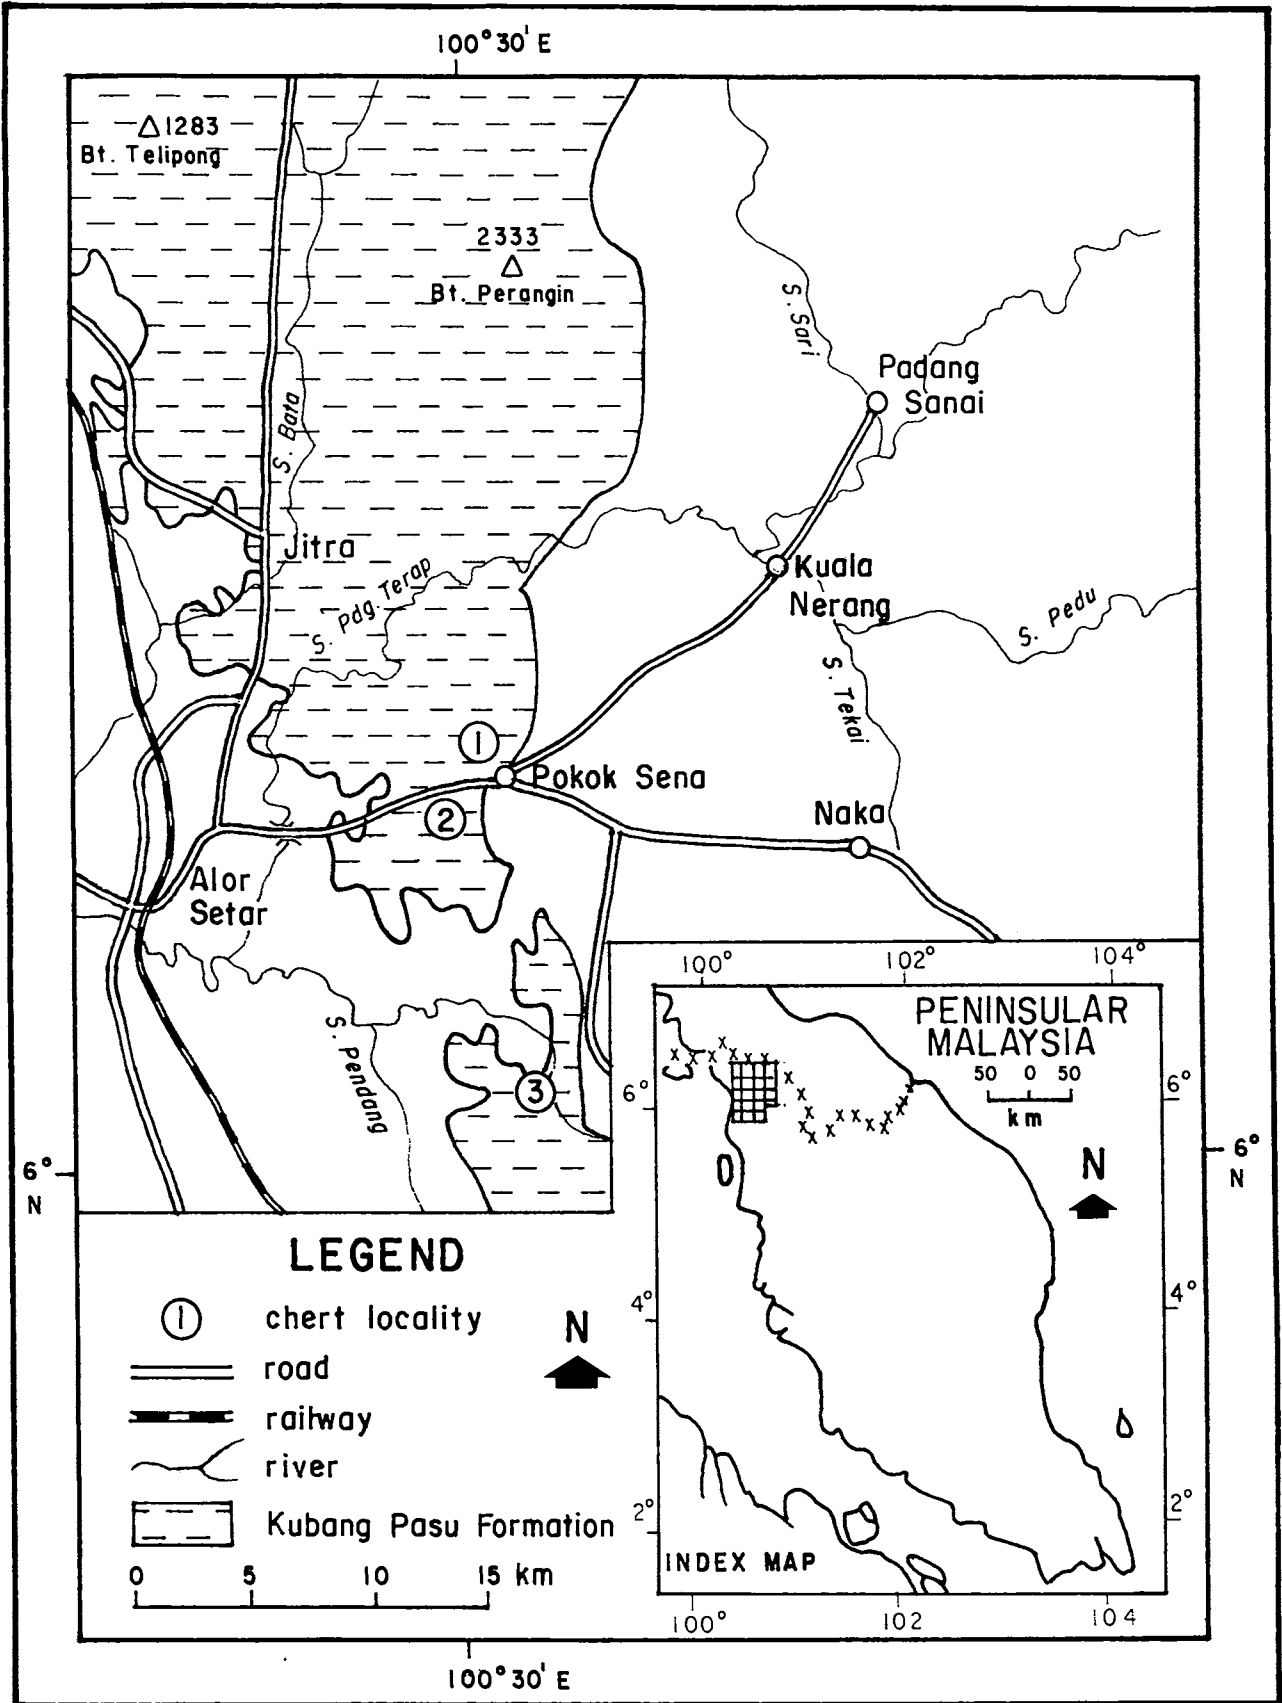 100°30' E
1283
Bt. Telipong
2333
Bt. Perangin
S. Sari
Padang
Sanai
S. Bata
Jitra
S. Pdg. Terap
Kuala
Nerang
S. Pedu
S. Tekai
1
Pokok Sena
2
Naka
Alor
Setar
S. Pendang
3
6°
N
6°
N
100°
102°
104°
PENINSULAR
MALAYSIA
50 0 50
km
6°
6°
N
4°
4°
2°
2°
INDEX MAP
100°
102
104
LEGEND
1 chert locality
N
road
railway
river
Kubang Pasu Formation
0 5 10 15 km
100°30' E